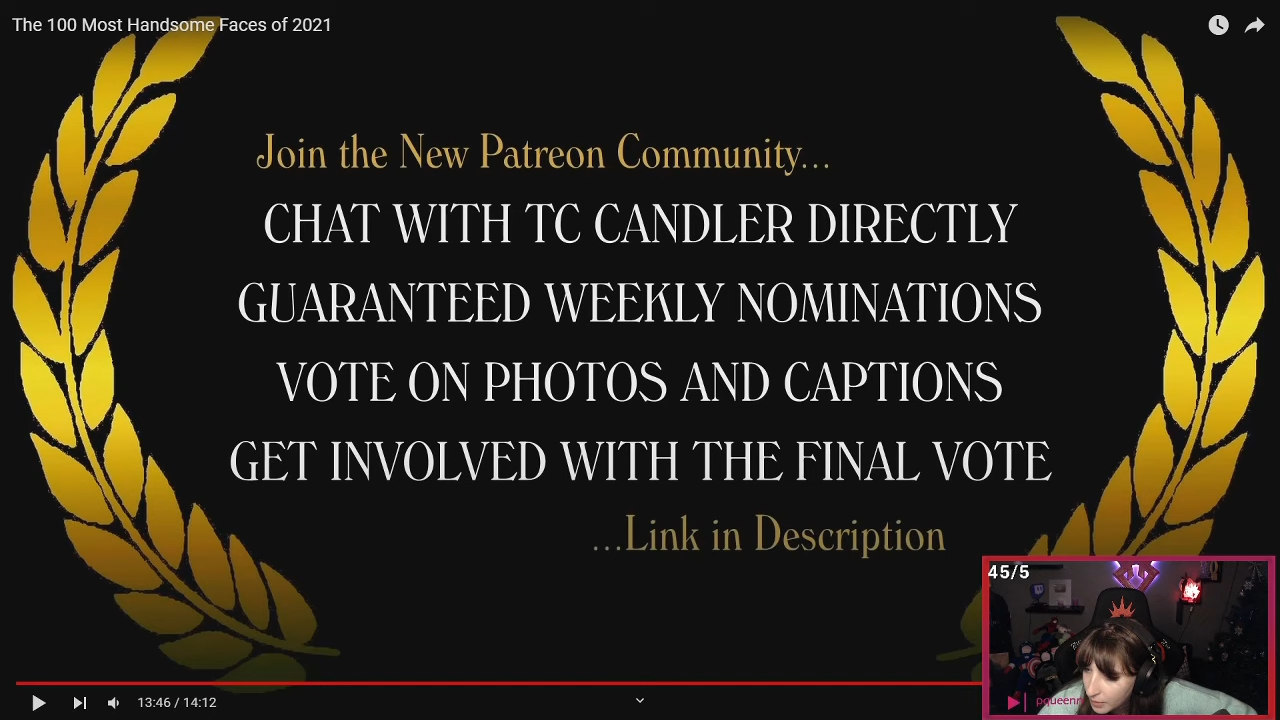 The 100 Most Handsome Faces of 2021
Join the New Patreon Community...
CHAT WITH TC CANDLER DIRECTLY
GUARANTEED WEEKLY NOMINATIONS
VOTE ON PHOTOS AND CAPTIONS
GET INVOLVED WITH THE FINAL VOTE
...Link in Description
45/5
13:46 / 14:12